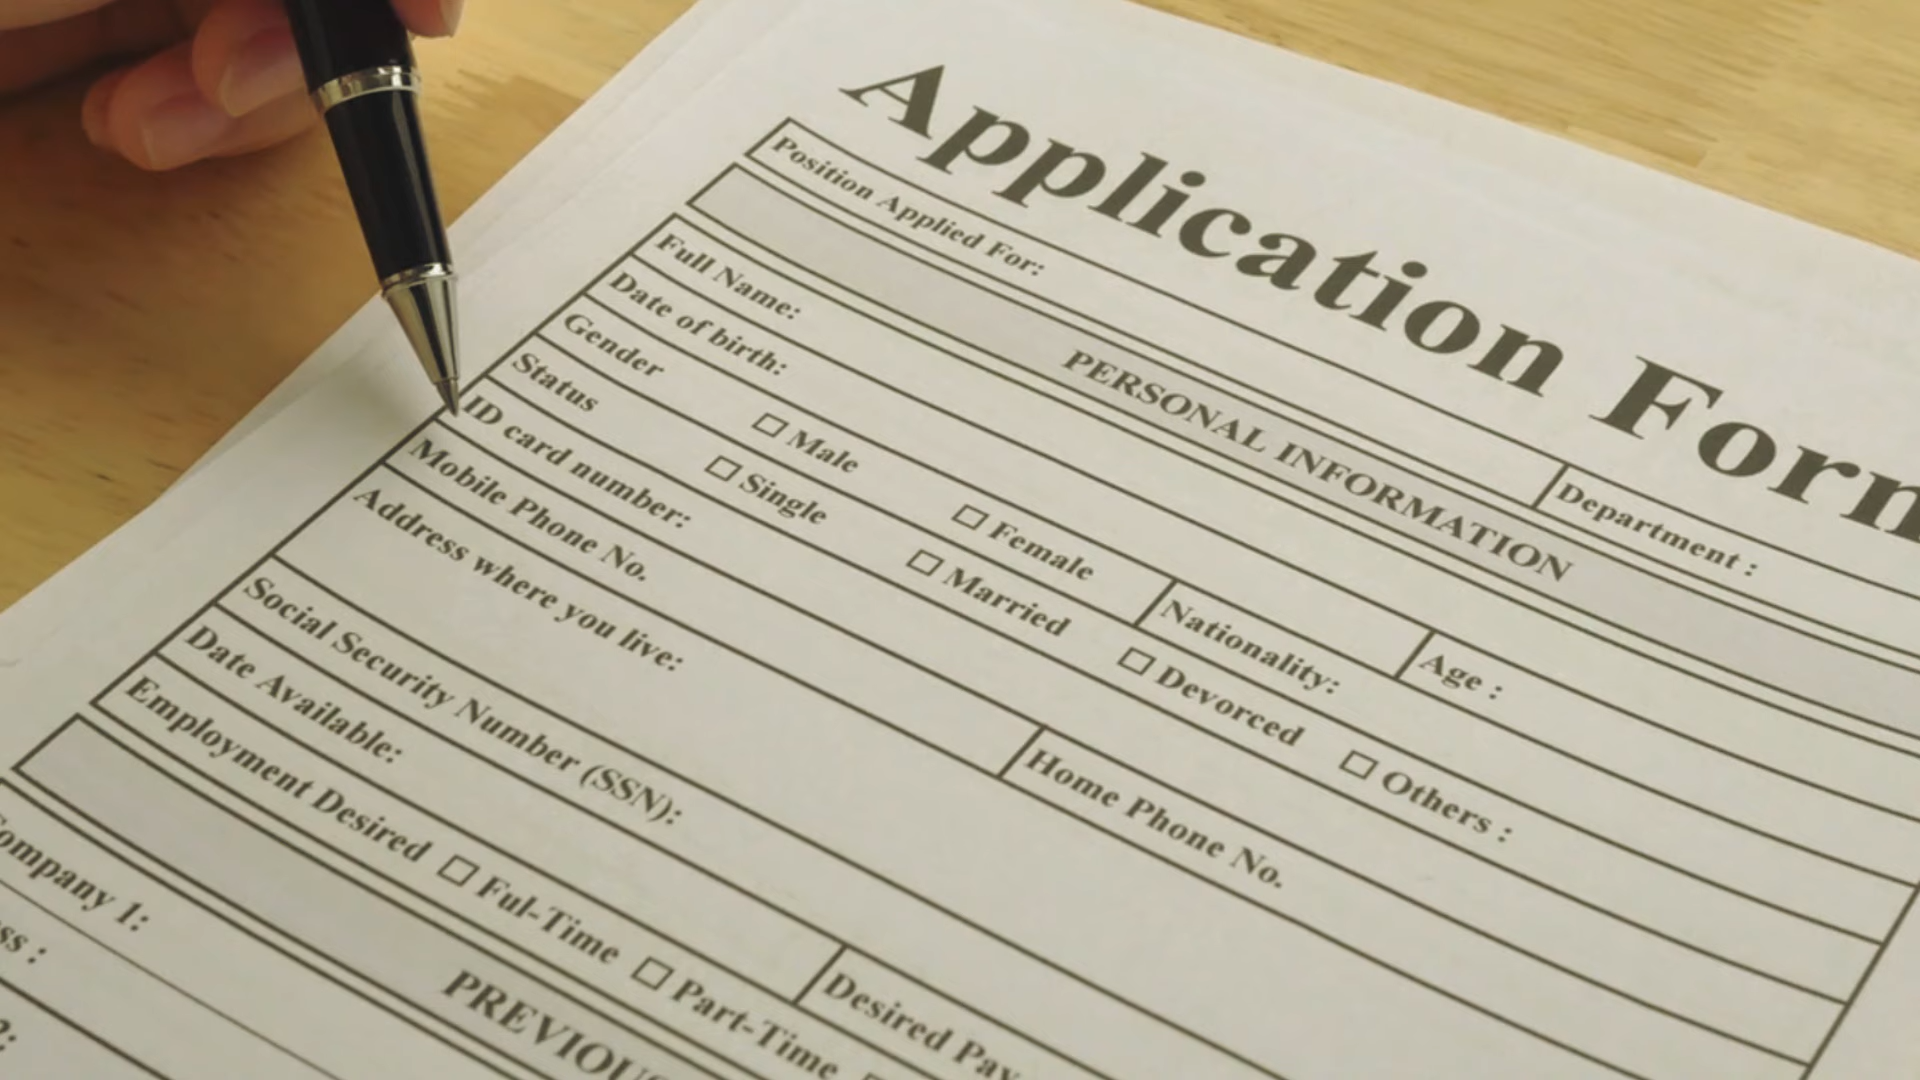 Application Form
Position Applied For: Department :
PERSONAL INFORMATION
Full Name:
Date of birth: Age :
Gender □ Male □ Female Nationality:
Status □ Single □ Married □ Devorced □ Others :
ID card number:
Mobile Phone No. Home Phone No.
Address where you live:
Social Security Number (SSN):
Date Available: Desired Pay
Employment Desired □ Ful-Time □ Part-Time
PREVIOUS
Company 1: